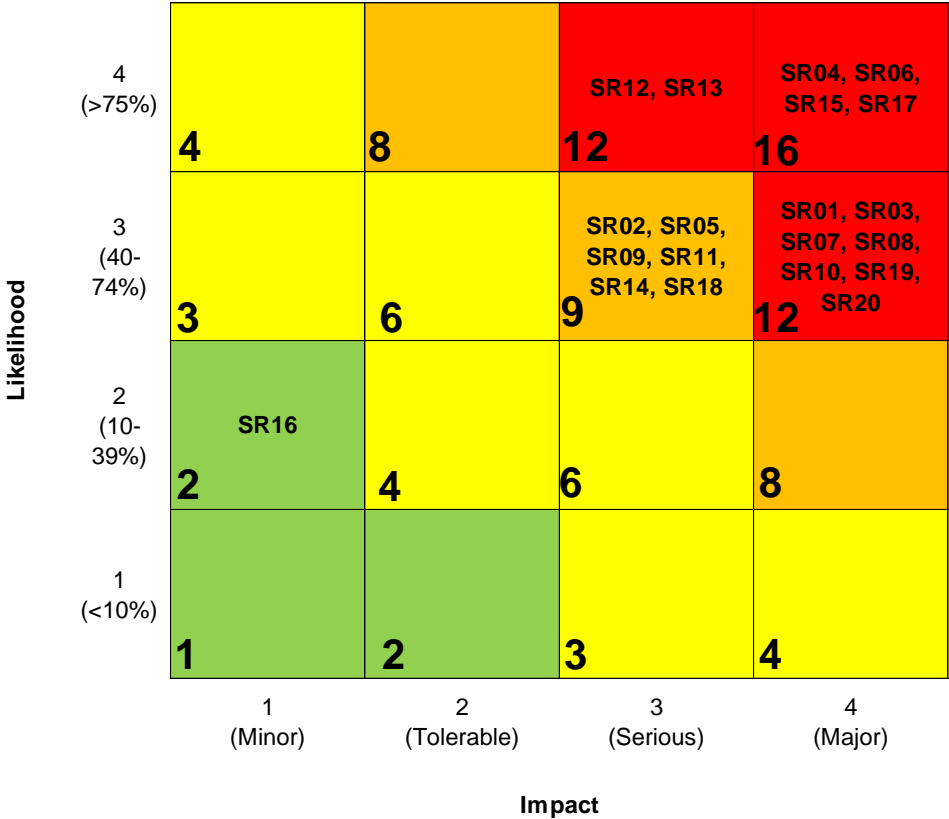 4
(>75%)
SR12, SR13
SR04, SR06,
SR15, SR17
4
8
12
16
3
(40-
74%)
SR02, SR05,
SR09, SR11,
SR14, SR18
SR01, SR03,
SR07, SR08,
SR10, SR19,
SR20
3
6
9
12
Likelihood
2
(10-
39%)
SR16
2
4
6
8
1
(<10%)
1
2
3
4
1
(Minor)
2
(Tolerable)
3
(Serious)
4
(Major)
Impact